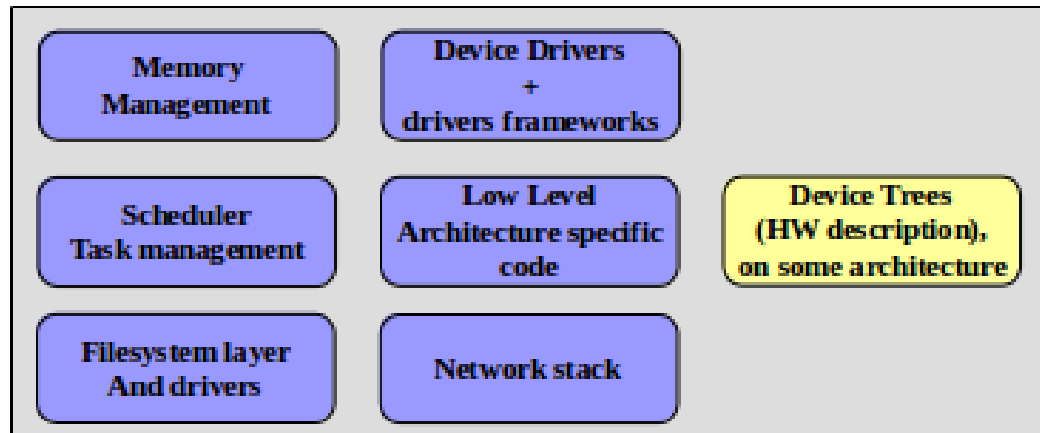 Memory
Management
Device Drivers
+
drivers frameworks
Scheduler
Task management
Low Level
Architecture specific
code
Device Trees
(HW description),
on some architecture
Filesystem layer
And drivers
Network stack